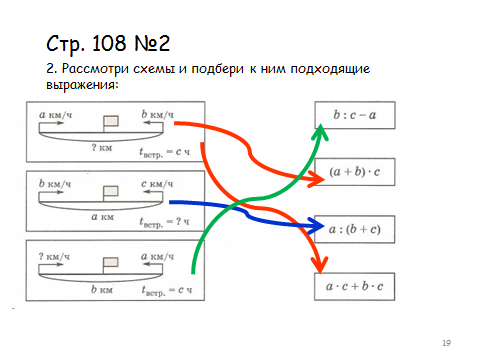 Стр. 108 №2
2. Рассмотри схемы и подбери к ним подходящие
выражения:
a км/ч b км/ч
? км tвстр. = c ч
b км/ч c км/ч
a км tвстр. = ? ч
? км/ч a км/ч
b км tвстр. = c ч
b : c − a
(a + b) · c
a : (b + c)
a · c + b · c
19